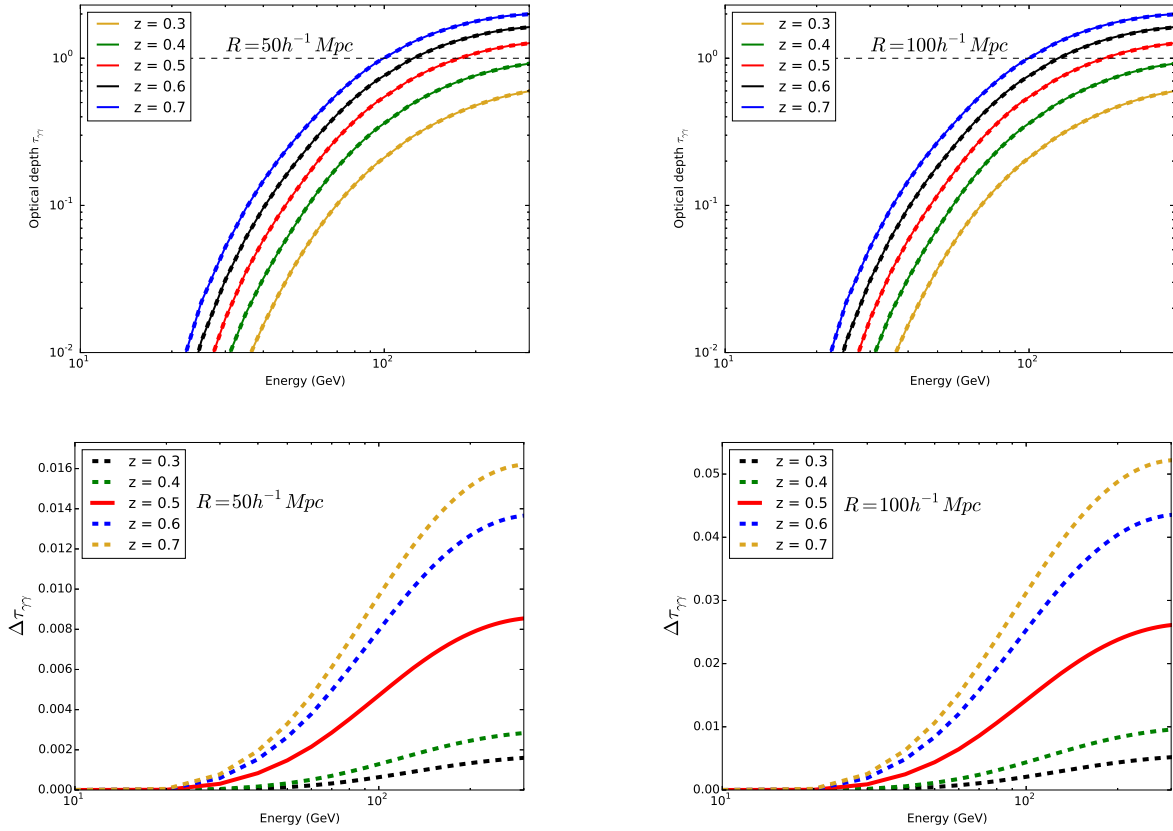 z = 0.3
z = 0.4
z = 0.5
z = 0.6
z = 0.7
R = 50h⁻¹ Mpc
10⁰
10⁻¹
10⁻²
Optical depth τγγ
10¹
10²
Energy (GeV)
z = 0.3
z = 0.4
z = 0.5
z = 0.6
z = 0.7
R = 100h⁻¹ Mpc
10⁰
10⁻¹
10⁻²
Optical depth τγγ
10¹
10²
Energy (GeV)
z = 0.3
z = 0.4
z = 0.5
z = 0.6
z = 0.7
R = 50h⁻¹ Mpc
0.016
0.014
0.012
0.010
0.008
0.006
0.004
0.002
0.000
Δτγγ
10¹
10²
Energy (GeV)
z = 0.3
z = 0.4
z = 0.5
z = 0.6
z = 0.7
R = 100h⁻¹ Mpc
0.05
0.04
0.03
0.02
0.01
0.00
Δτγγ
10¹
10²
Energy (GeV)